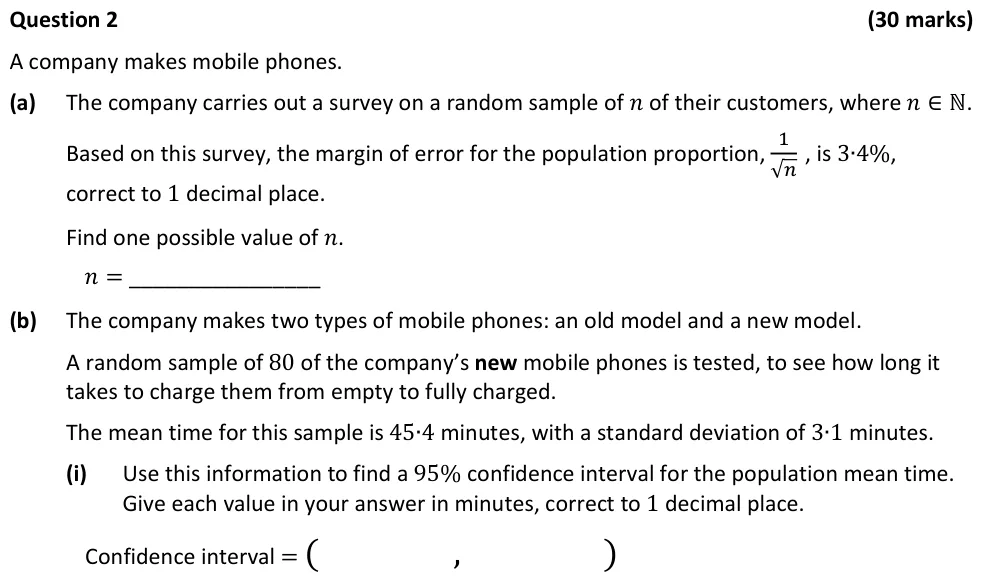 Question 2 (30 marks)
A company makes mobile phones.
(a) The company carries out a survey on a random sample of n of their customers, where n ∈ ℕ.
Based on this survey, the margin of error for the population proportion, 1/√n , is 3·4%,
correct to 1 decimal place.
Find one possible value of n.
n = ________________
(b) The company makes two types of mobile phones: an old model and a new model.
A random sample of 80 of the company’s new mobile phones is tested, to see how long it
takes to charge them from empty to fully charged.
The mean time for this sample is 45·4 minutes, with a standard deviation of 3·1 minutes.
(i) Use this information to find a 95% confidence interval for the population mean time.
Give each value in your answer in minutes, correct to 1 decimal place.
Confidence interval = ( , )